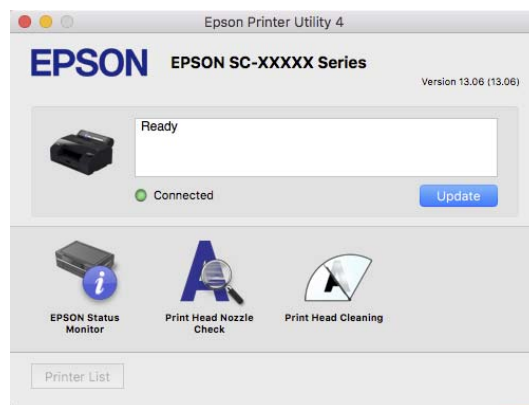 Epson Printer Utility 4
EPSON
EPSON SC-XXXXX Series
Version 13.06 (13.06)
Ready
Connected
Update
EPSON Status
Monitor
Print Head Nozzle
Check
Print Head Cleaning
Printer List